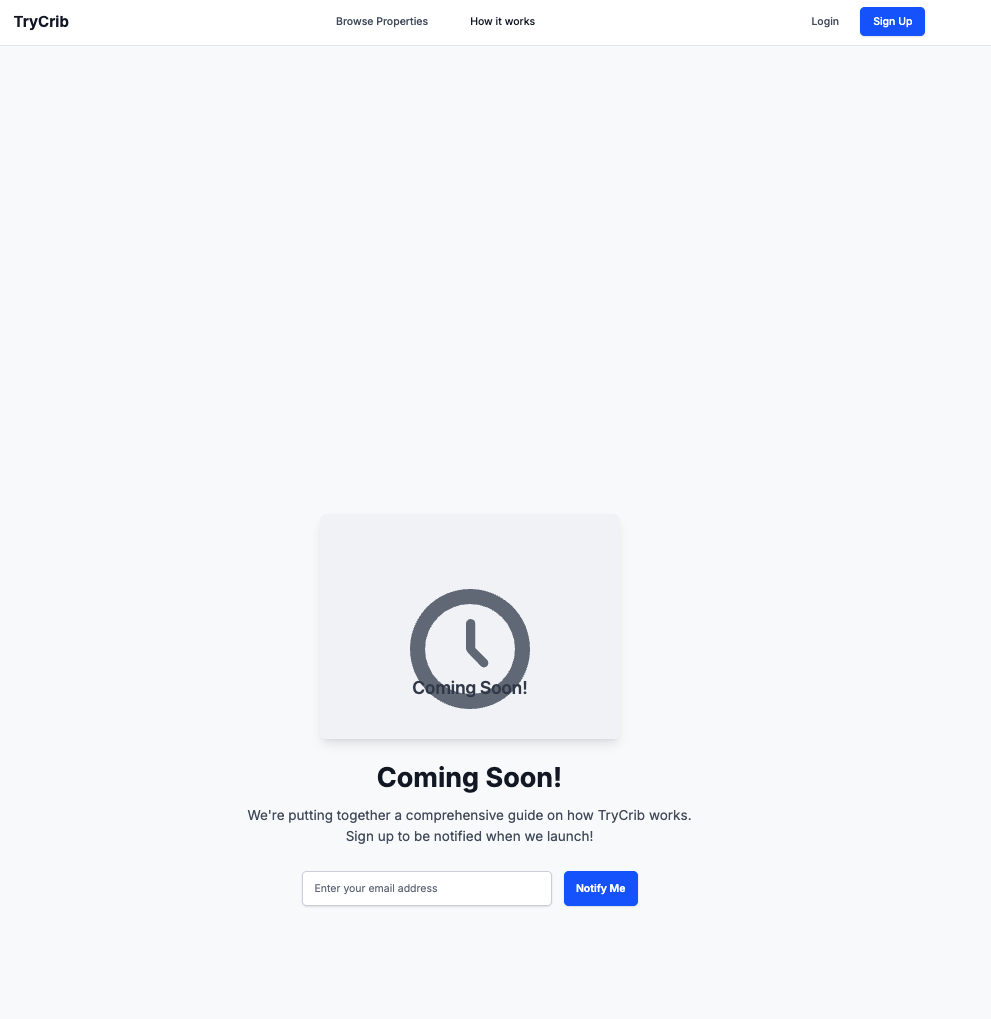 TryCrib
Browse Properties
How it works
Login
Sign Up
Coming Soon!
Coming Soon!
We're putting together a comprehensive guide on how TryCrib works.
Sign up to be notified when we launch!
Enter your email address
Notify Me